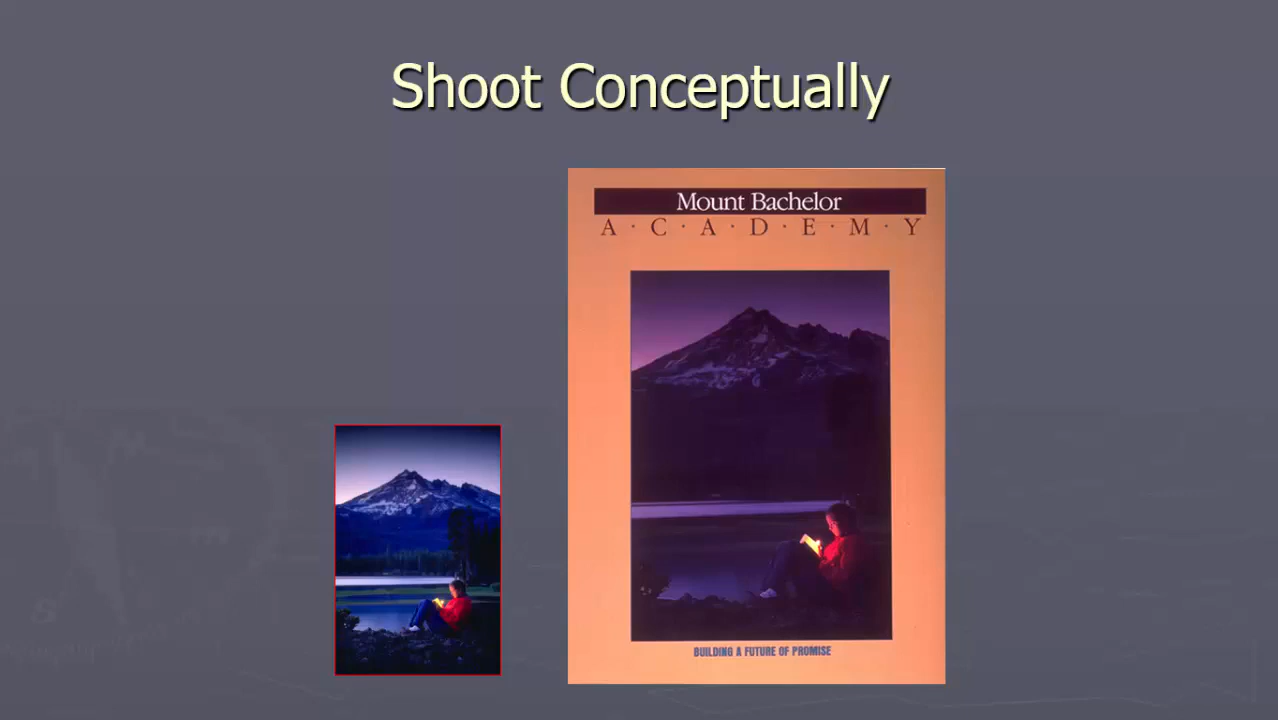 Shoot Conceptually
Mount Bachelor
A·C·A·D·E·M·Y
BUILDING A FUTURE OF PROMISE